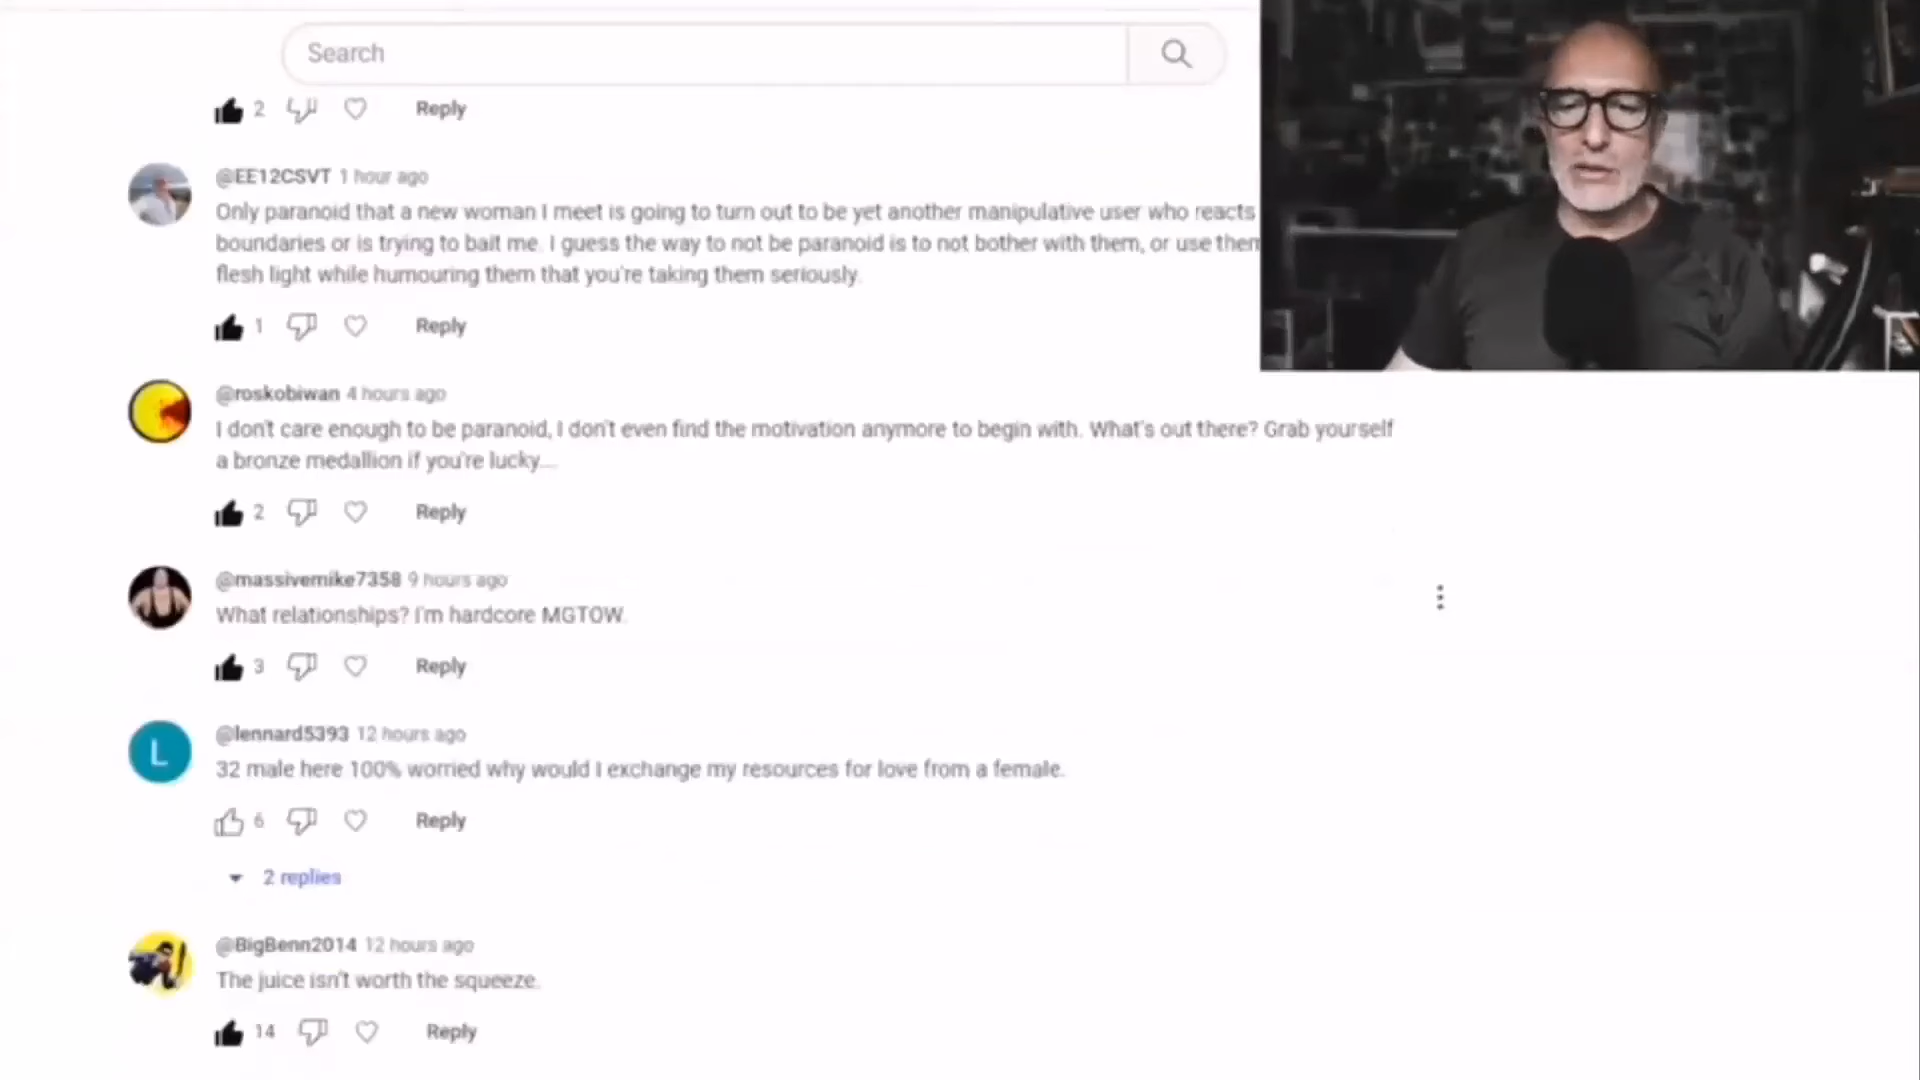 Search
2 Reply
@EE12CSVT 1 hour ago
Only paranoid that a new woman I meet is going to turn out to be yet another manipulative user who reacts
boundaries or is trying to bait me. I guess the way to not be paranoid is to not bother with them, or use them
flesh light while humouring them that you're taking them seriously.
1 Reply
@roskobiwan 4 hours ago
I don't care enough to be paranoid, I don't even find the motivation anymore to begin with. What's out there? Grab yourself
a bronze medallion if you're lucky...
2 Reply
@massivemike7358 9 hours ago
What relationships? I'm hardcore MGTOW.
3 Reply
L
@lennard5393 12 hours ago
32 male here 100% worried why would I exchange my resources for love from a female.
6 Reply
2 replies
@BigBenn2014 12 hours ago
The juice isn't worth the squeeze.
14 Reply